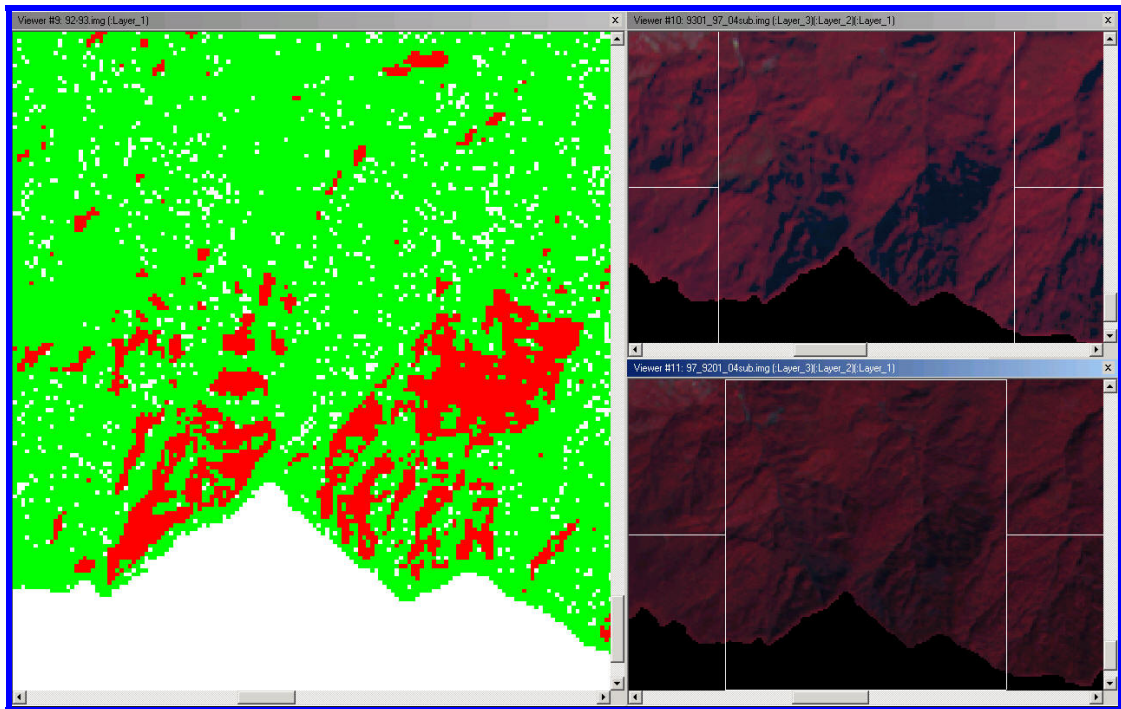 Viewer #9: 92-93.img (:Layer_1)
Viewer #10: 9301_97_04sub.img (:Layer_3)(:Layer_2)(:Layer_1)
Viewer #11: 97_9201_04sub.img (:Layer_3)(:Layer_2)(:Layer_1)